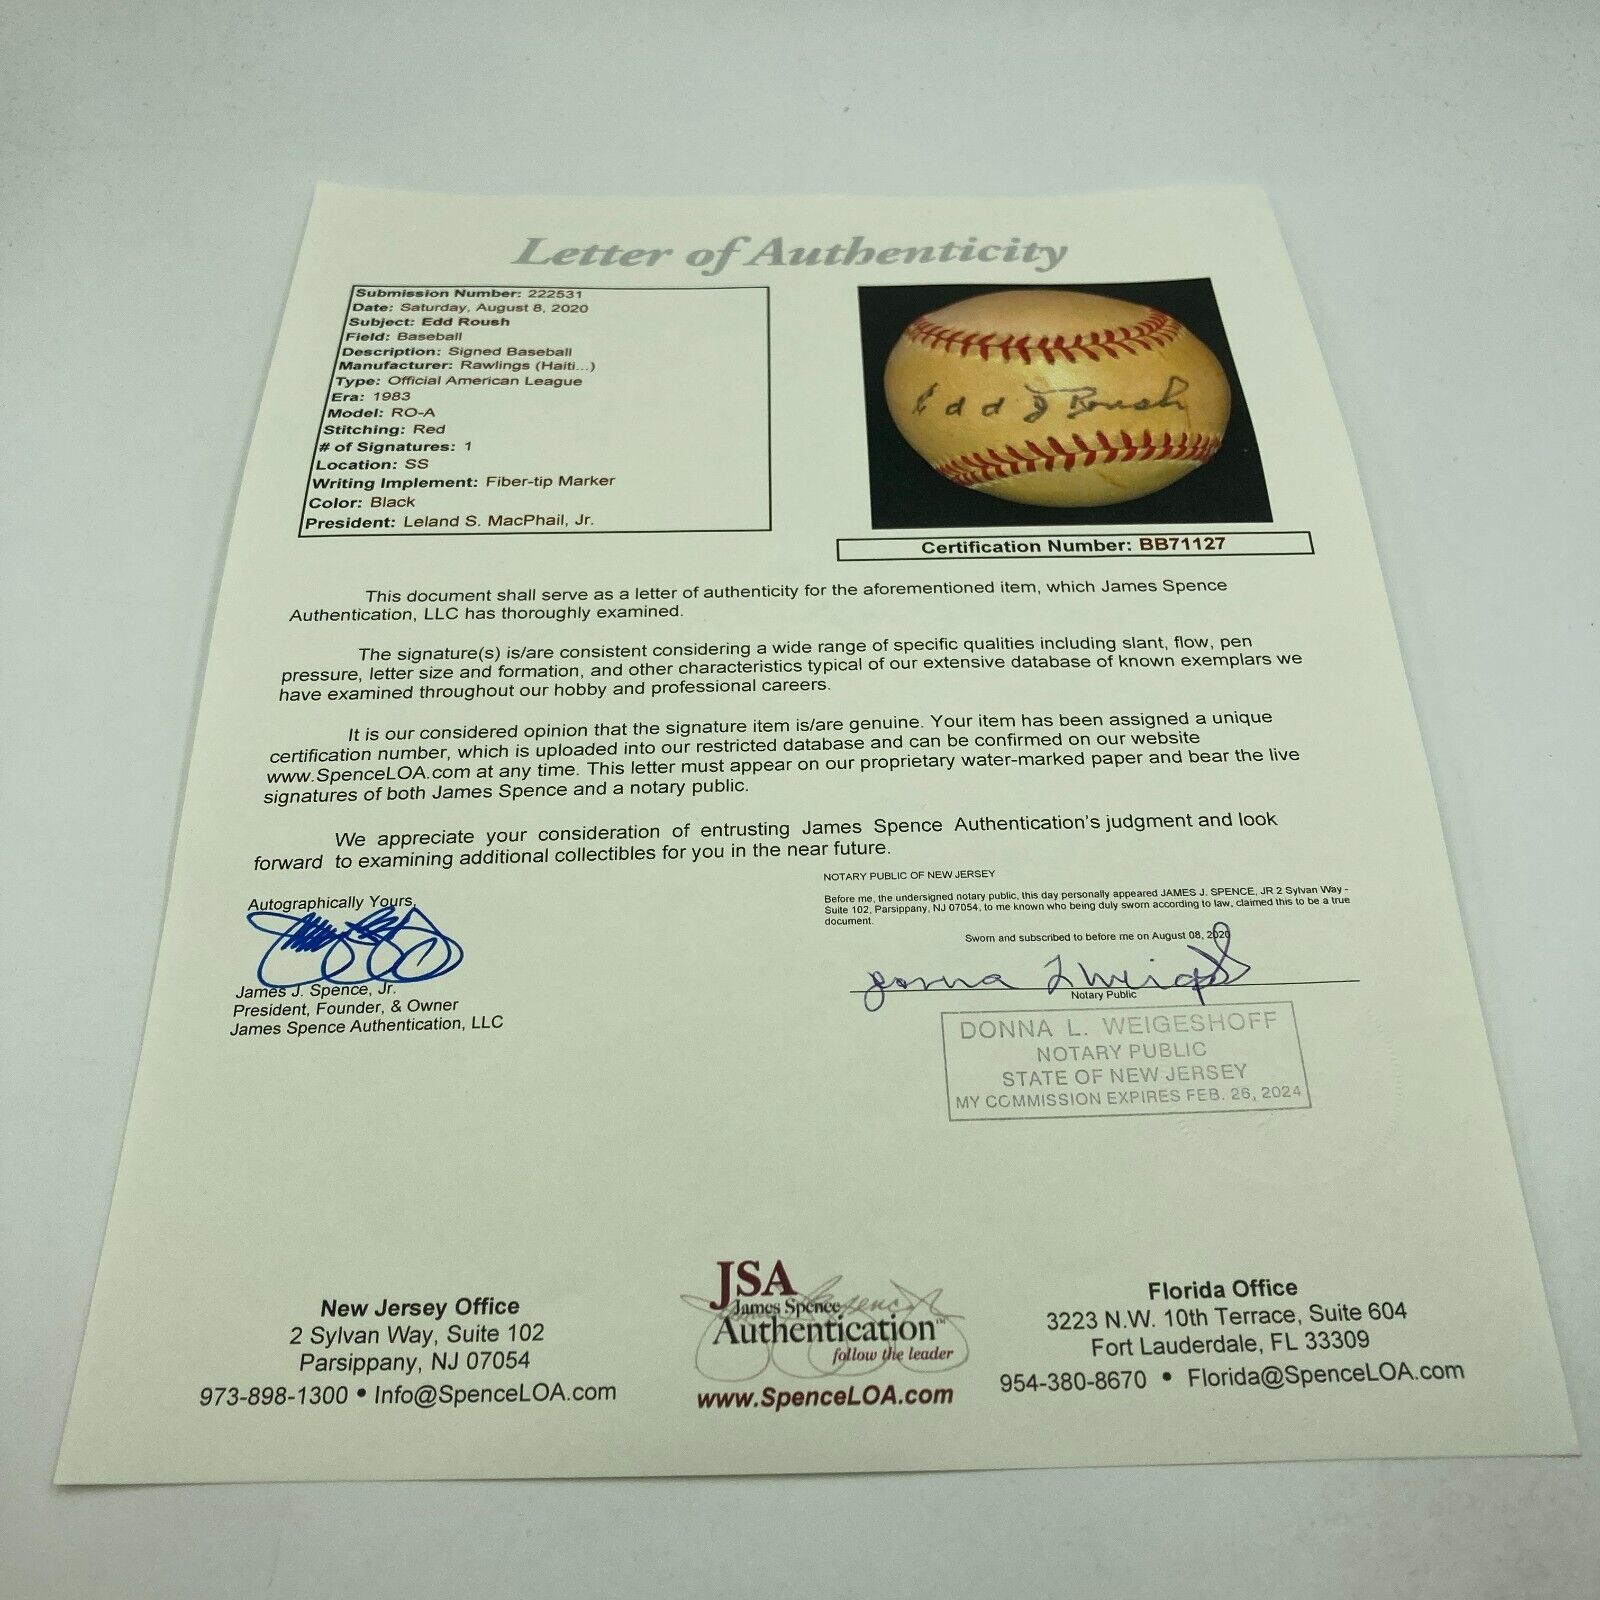 Letter of Authenticity
Submission Number: 222531
Date: Saturday, August 8, 2020
Subject: Edd Roush
Field: Baseball
Description: Signed Baseball
Manufacturer: Rawlings (Haiti...)
Type: Official American League
Era: 1983
Model: RO-A
Stitching: Red
# of Signatures: 1
Location: SS
Writing Implement: Fiber-tip Marker
Color: Black
President: Leland S. MacPhail, Jr.
Edd J Roush
Certification Number: BB71127
This document shall serve as a letter of authenticity for the aforementioned item, which James Spence
Authentication, LLC has thoroughly examined.
The signature(s) is/are consistent considering a wide range of specific qualities including slant, flow, pen
pressure, letter size and formation, and other characteristics typical of our extensive database of known exemplars we
have examined throughout our hobby and professional careers.
It is our considered opinion that the signature item is/are genuine. Your item has been assigned a unique
certification number, which is uploaded into our restricted database and can be confirmed on our website
www.SpenceLOA.com at any time. This letter must appear on our proprietary water-marked paper and bear the live
signatures of both James Spence and a notary public.
We appreciate your consideration of entrusting James Spence Authentication's judgment and look
forward to examining additional collectibles for you in the near future.
Autographically Yours,
James J. Spence, Jr.
President, Founder, & Owner
James Spence Authentication, LLC
NOTARY PUBLIC OF NEW JERSEY
Before me, the undersigned notary public, this day personally appeared JAMES J. SPENCE, JR 2 Sylvan Way -
Suite 102, Parsippany, NJ 07054, to me known who being duly sworn according to law, claimed this to be a true
document.
Sworn and subscribed to before me on August 08, 2020
Notary Public
DONNA L. WEIGESHOFF
NOTARY PUBLIC
STATE OF NEW JERSEY
MY COMMISSION EXPIRES FEB. 26, 2024
New Jersey Office
2 Sylvan Way, Suite 102
Parsippany, NJ 07054
973-898-1300 • Info@SpenceLOA.com
JSA
James Spence
Authentication™
follow the leader
www.SpenceLOA.com
Florida Office
3223 N.W. 10th Terrace, Suite 604
Fort Lauderdale, FL 33309
954-380-8670 • Florida@SpenceLOA.com